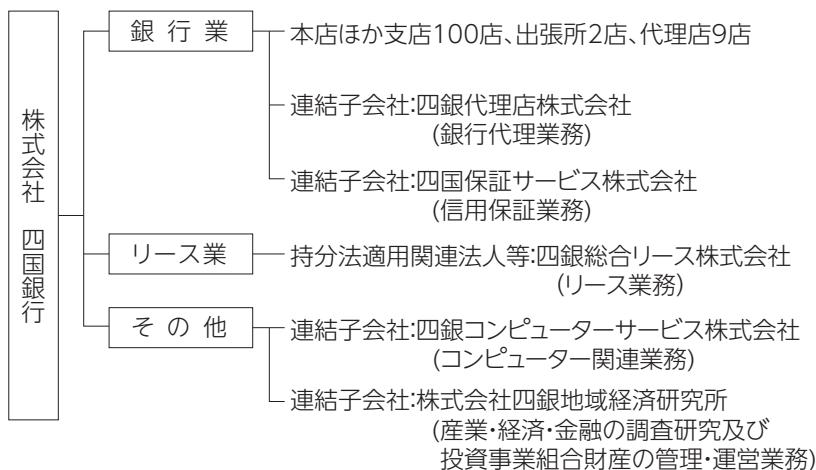 株式会社 四国銀行
銀行業
本店ほか支店100店、出張所2店、代理店9店
連結子会社:四銀代理店株式会社
(銀行代理業務)
連結子会社:四国保証サービス株式会社
(信用保証業務)
リース業
持分法適用関連法人等:四銀総合リース株式会社
(リース業務)
その他
連結子会社:四銀コンピューターサービス株式会社
(コンピューター関連業務)
連結子会社:株式会社四銀地域経済研究所
(産業・経済・金融の調査研究及び
投資事業組合財産の管理・運営業務)